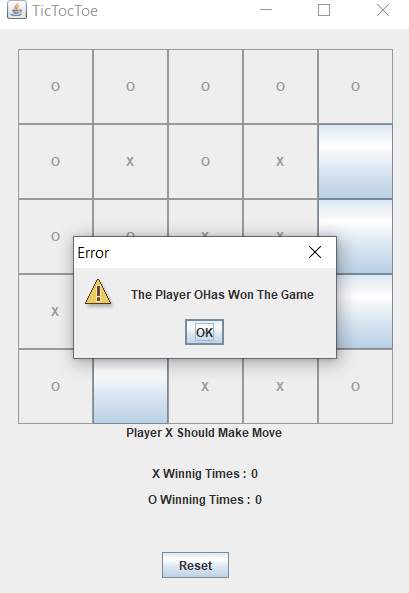 TicTocToe
O O O O O
O X O X
O O X X
Error
The Player OHas Won The Game
X
OK
O X X O
Player X Should Make Move
X Winnig Times : 0
O Winning Times : 0
Reset